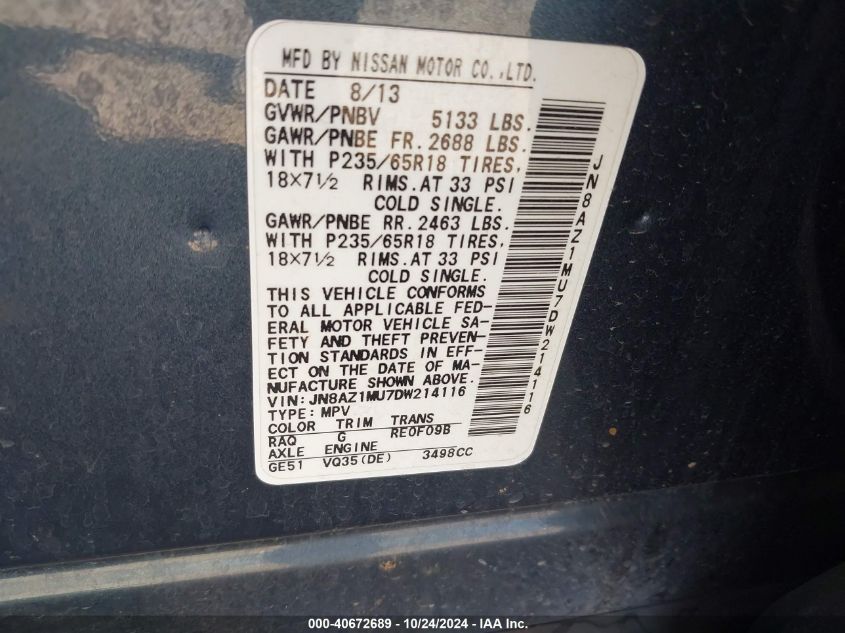 MFD BY NISSAN MOTOR CO.,LTD.
DATE 8/13
GVWR/PNBV 5133 LBS.
GAWR/PNBE FR. 2688 LBS.
WITH P235/65R18 TIRES,
18×7½ RIMS. AT 33 PSI
COLD SINGLE.
GAWR/PNBE RR. 2463 LBS.
WITH P235/65R18 TIRES,
18×7½ RIMS. AT 33 PSI
COLD SINGLE.
THIS VEHICLE CONFORMS
TO ALL APPLICABLE FED-
ERAL MOTOR VEHICLE SA-
FETY AND THEFT PREVEN-
TION STANDARDS IN EFF-
ECT ON THE DATE OF MA-
NUFACTURE SHOWN ABOVE.
VIN: JN8AZ1MU7DW214116
TYPE: MPV
COLOR TRIM TRANS
RAQ G RE0F09B
AXLE ENGINE
GE51 VQ35(DE) 3498CC
JN8AZ1MU7DW214116
000-40672689 - 10/24/2024 - IAA Inc.